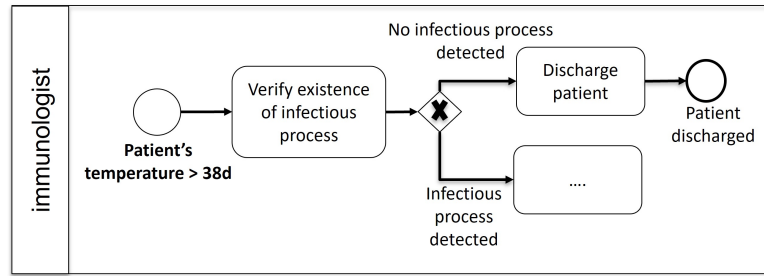 immunologist
Patient's
temperature > 38d
Verify existence
of infectious
process
No infectious process
detected
Discharge
patient
Patient
discharged
Infectious
process
detected
....